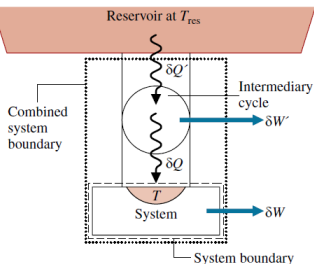 Reservoir at T_res
δQ´
Intermediary
cycle
Combined
system
boundary
δW´
δQ
T
System
δW
System boundary